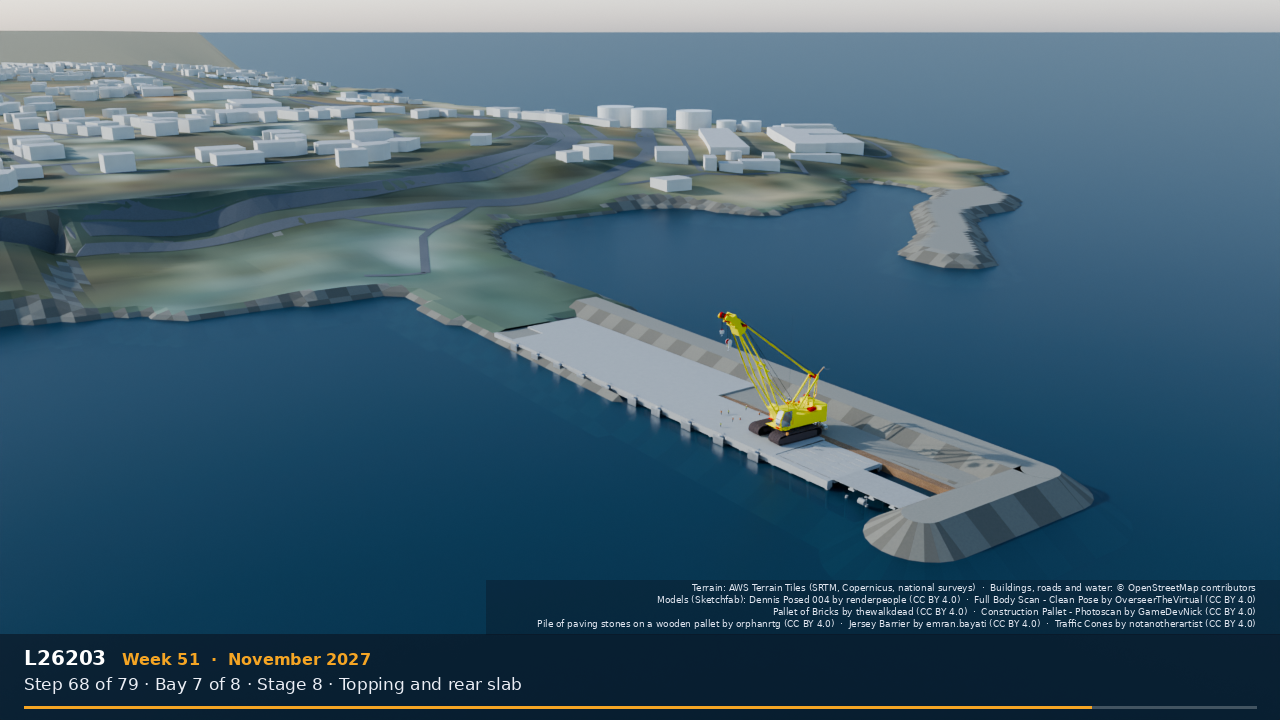 Terrain: AWS Terrain Tiles (SRTM, Copernicus, national surveys) · Buildings, roads and water: © OpenStreetMap contributors
Models (Sketchfab): Dennis Posed 004 by renderpeople (CC BY 4.0) · Full Body Scan - Clean Pose by OverseerTheVirtual (CC BY 4.0)
Pallet of Bricks by thewalkdead (CC BY 4.0) · Construction Pallet - Photoscan by GameDevNick (CC BY 4.0)
Pile of paving stones on a wooden pallet by orphanrtg (CC BY 4.0) · Jersey Barrier by emran.bayati (CC BY 4.0) · Traffic Cones by notanotherartist (CC BY 4.0)
L26203 Week 51 · November 2027
Step 68 of 79 · Bay 7 of 8 · Stage 8 · Topping and rear slab